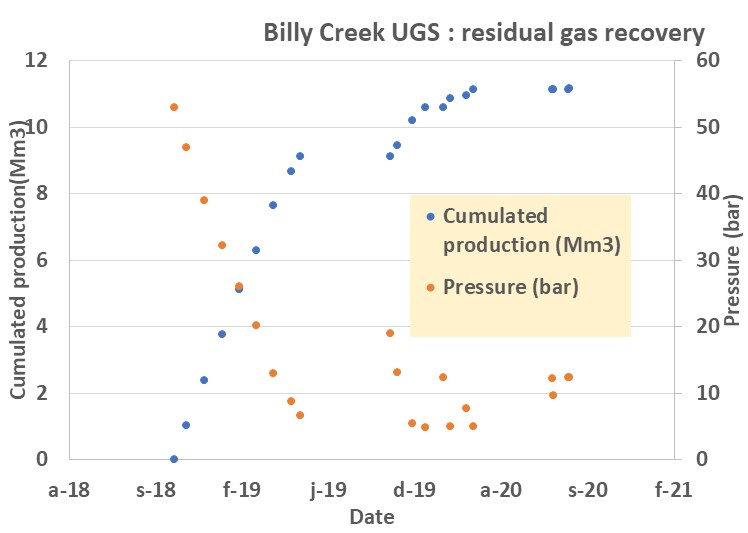 Billy Creek UGS : residual gas recovery
12
10
8
6
4
2
0
Cumulated production(Mm3)
60
50
40
30
20
10
0
Pressure (bar)
Cumulated
production (Mm3)
Pressure (bar)
a-18 s-18 f-19 j-19 d-19 a-20 s-20 f-21
Date